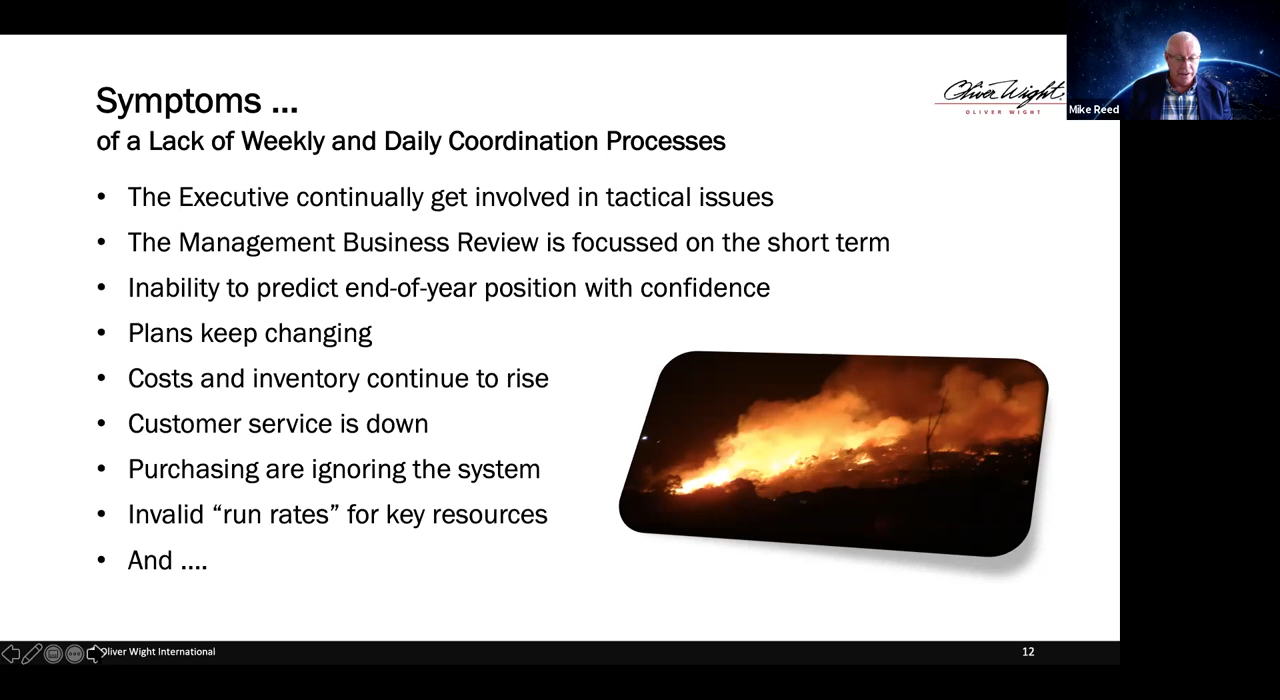 Symptoms ...
Oliver Wight
OLIVER WIGHT
Mike Reed
of a Lack of Weekly and Daily Coordination Processes
• The Executive continually get involved in tactical issues
• The Management Business Review is focussed on the short term
• Inability to predict end-of-year position with confidence
• Plans keep changing
• Costs and inventory continue to rise
• Customer service is down
• Purchasing are ignoring the system
• Invalid “run rates” for key resources
• And ....
Oliver Wight International
12